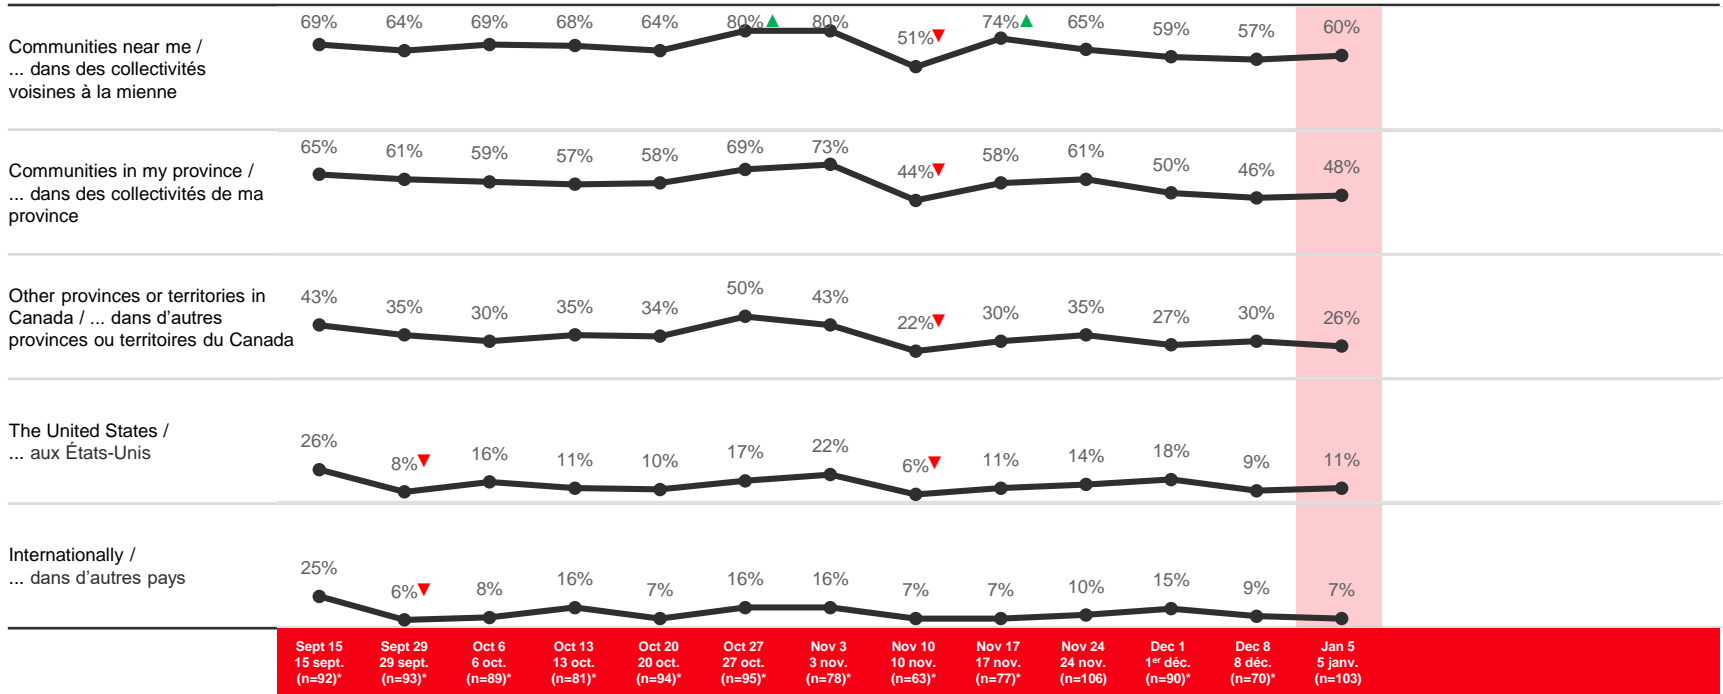 69% 64% 69% 68% 64% 80%▲ 80% 51%▼ 74%▲ 65% 59% 57% 60%
Communities near me /
... dans des collectivités
voisines à la mienne
65% 61% 59% 57% 58% 69% 73% 44%▼ 58% 61% 50% 46% 48%
Communities in my province /
... dans des collectivités de ma
province
43% 35% 30% 35% 34% 50% 43% 22%▼ 30% 35% 27% 30% 26%
Other provinces or territories in
Canada / ... dans d’autres
provinces ou territoires du Canada
26% 8%▼ 16% 11% 10% 17% 22% 6%▼ 11% 14% 18% 9% 11%
The United States /
... aux États-Unis
25% 6%▼ 8% 16% 7% 16% 16% 7% 7% 10% 15% 9% 7%
Internationally /
... dans d’autres pays
Sept 15 Sept 29 Oct 6 Oct 13 Oct 20 Oct 27 Nov 3 Nov 10 Nov 17 Nov 24 Dec 1 Dec 8 Jan 5
15 sept. 29 sept. 6 oct. 13 oct. 20 oct. 27 oct. 3 nov. 10 nov. 17 nov. 24 nov. 1er déc. 8 déc. 5 janv.
(n=92)* (n=93)* (n=89)* (n=81)* (n=94)* (n=95)* (n=78)* (n=63)* (n=77)* (n=106) (n=90)* (n=70)* (n=103)